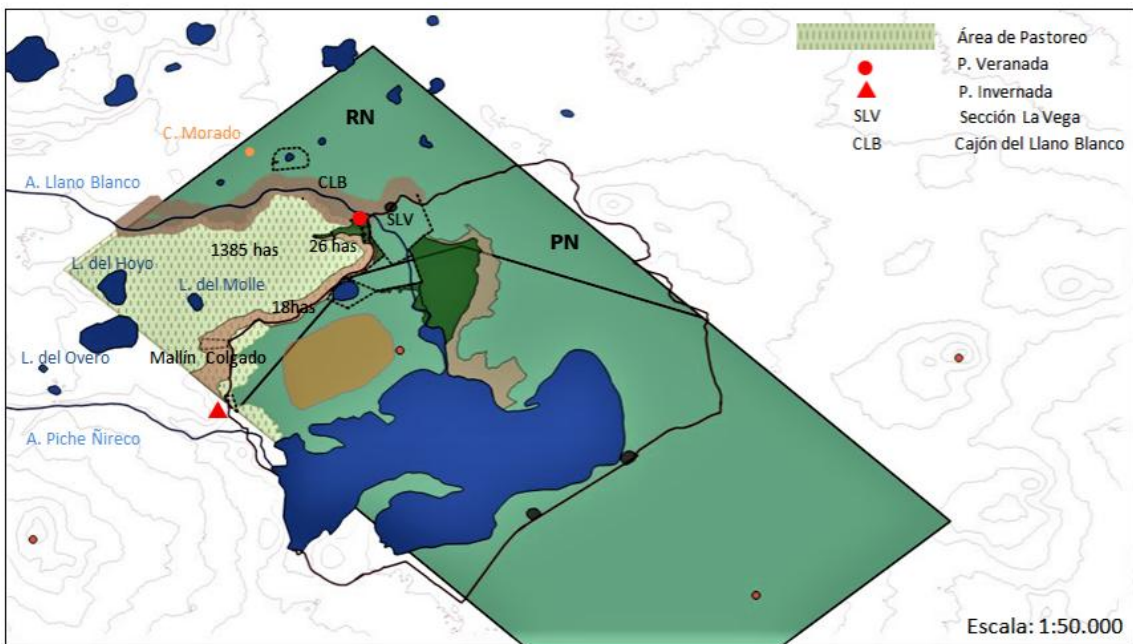 Área de Pastoreo
P. Veranada
P. Invernada
SLV Sección La Vega
CLB Cajón del Llano Blanco
RN
C. Morado
A. Llano Blanco
CLB
SLV
PN
1385 has
26 has
L. del Hoyo
L. del Molle
18has
L. del Overo
Mallín Colgado
A. Piche Ñireco
Escala: 1:50.000